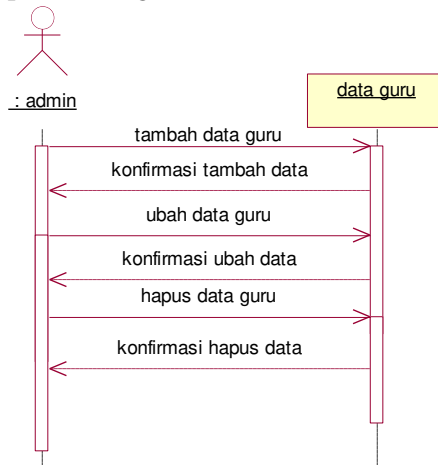 : admin
data guru
tambah data guru
konfirmasi tambah data
ubah data guru
konfirmasi ubah data
hapus data guru
konfirmasi hapus data